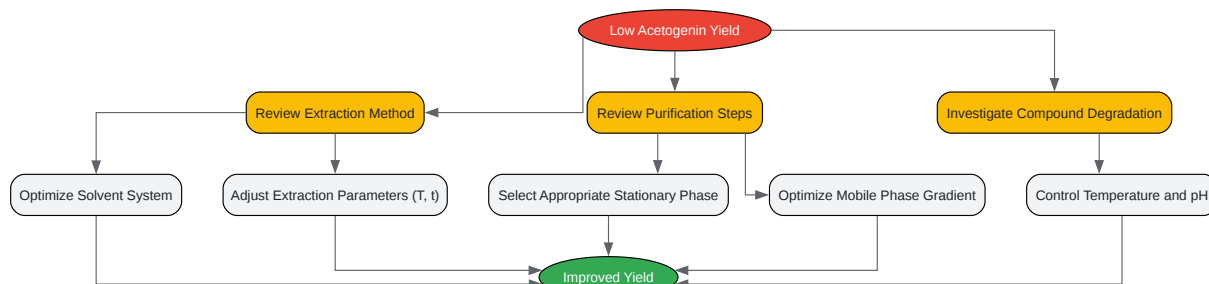 Low Acetogenin Yield
Review Extraction Method
Review Purification Steps
Investigate Compound Degradation
Optimize Solvent System
Adjust Extraction Parameters (T, t)
Select Appropriate Stationary Phase
Optimize Mobile Phase Gradient
Control Temperature and pH
Improved Yield